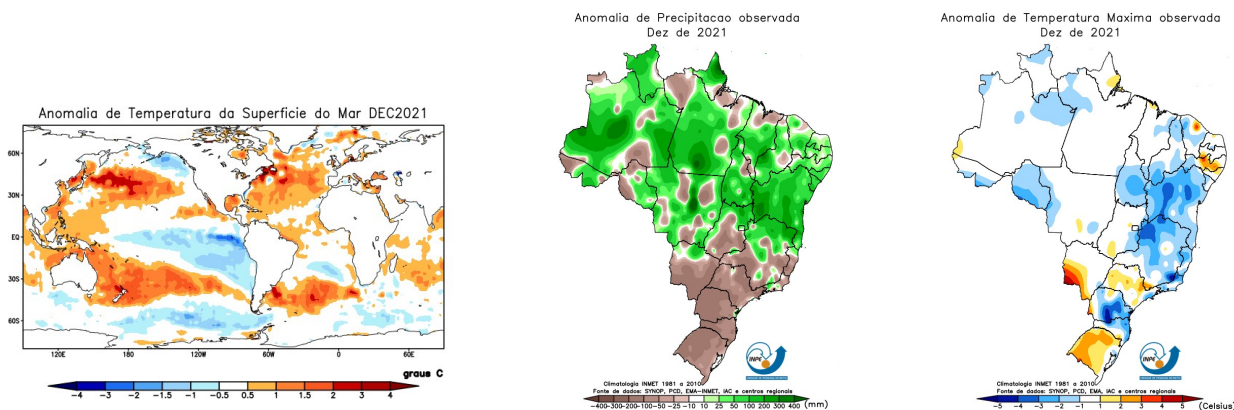 Anomalia de Temperatura da Superficie do Mar DEC2021
60N
30N
EQ
30S
60S
120E
180
120W
60W
0
60E
graus C
-4
-3
-2
-1
-0.5
0.5
1
2
3
4
Anomalia de Precipitacao observada
Dez de 2021
INPE
Climatologia INMET 1981 a 2010
Fonte de dados: SYNOP, PCD, EMA-INMET, IAC e centros regionais
-400-300-200-100-50 -25 -10 10 25 50 100 200 300 400 (mm)
Anomalia de Temperatura Maxima observada
Dez de 2021
INPE
Climatologia INMET 1981 a 2010
Fonte de dados: SYNOP, PCD, EMA, IAC e centros regionais
-5 -4 -3 -2 -1 1 2 3 4 5 (Celsius)